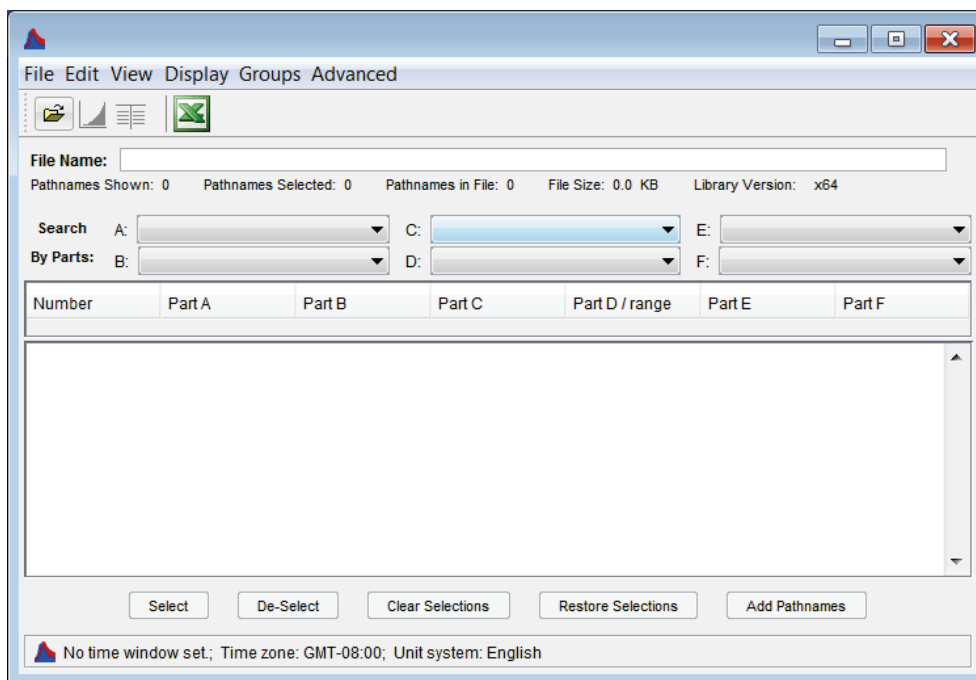 File Edit View Display Groups Advanced
File Name:
Pathnames Shown: 0 Pathnames Selected: 0 Pathnames in File: 0 File Size: 0.0 KB Library Version: x64
Search A: C: E:
By Parts: B: D: F:
Number Part A Part B Part C Part D / range Part E Part F
Select De-Select Clear Selections Restore Selections Add Pathnames
No time window set.; Time zone: GMT-08:00; Unit system: English